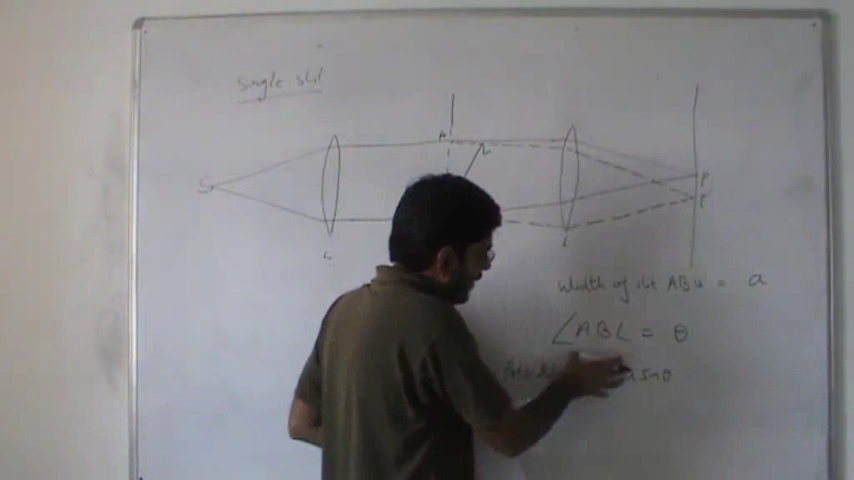 Single slit
A
L
S
P
P'
L
L
Width of slit AB is = a
∠ABL = θ
a sin θ